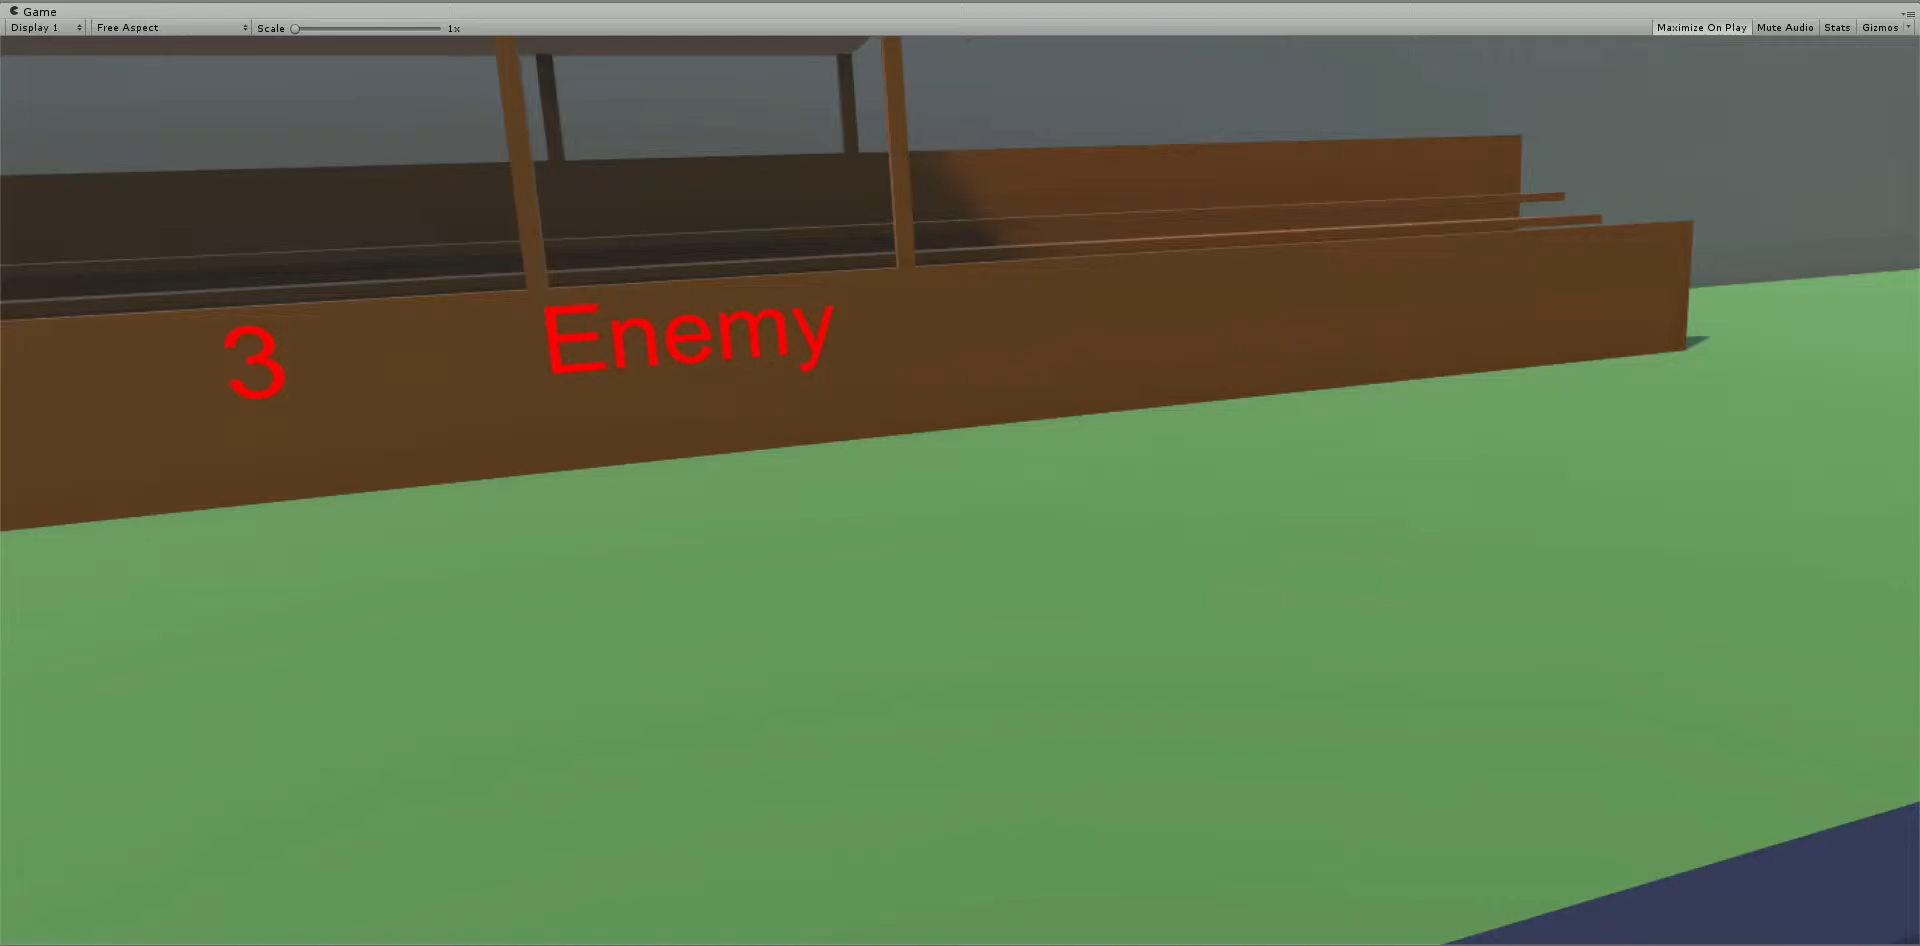 Game
Display 1 Free Aspect Scale 1x Maximize On Play Mute Audio Stats Gizmos
3 Enemy